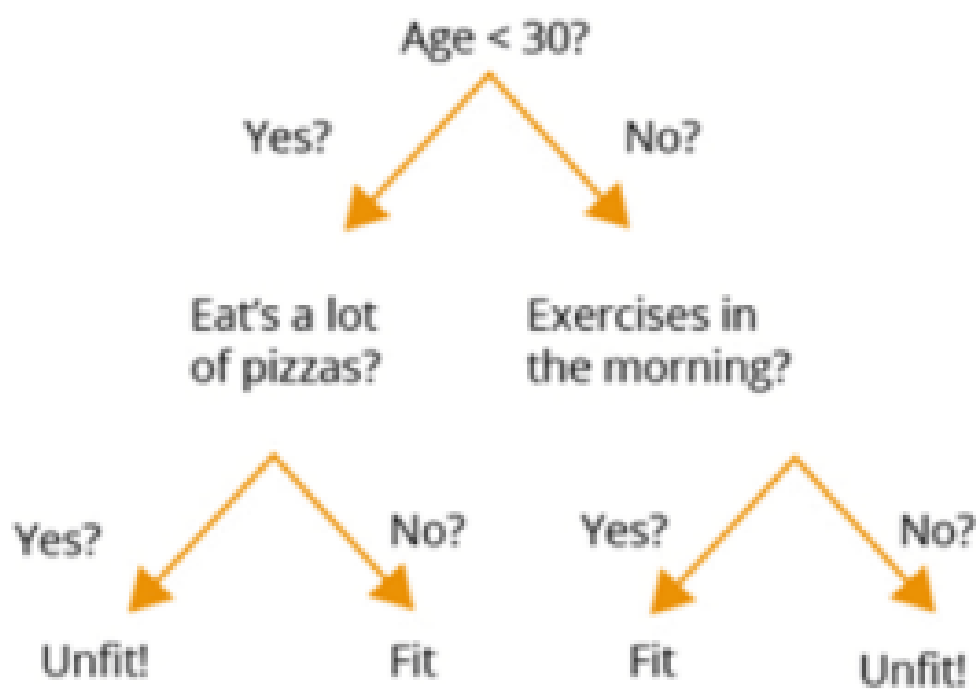 Age < 30?
Yes?
No?
Eat's a lot
of pizzas?
Exercises in
the morning?
Yes?
No?
Yes?
No?
Unfit!
Fit
Fit
Unfit!